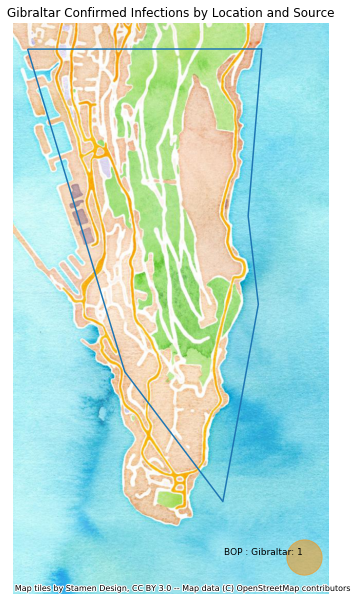 Gibraltar Confirmed Infections by Location and Source
BOP : Gibraltar: 1
Map tiles by Stamen Design, CC BY 3.0 -- Map data (C) OpenStreetMap contributors